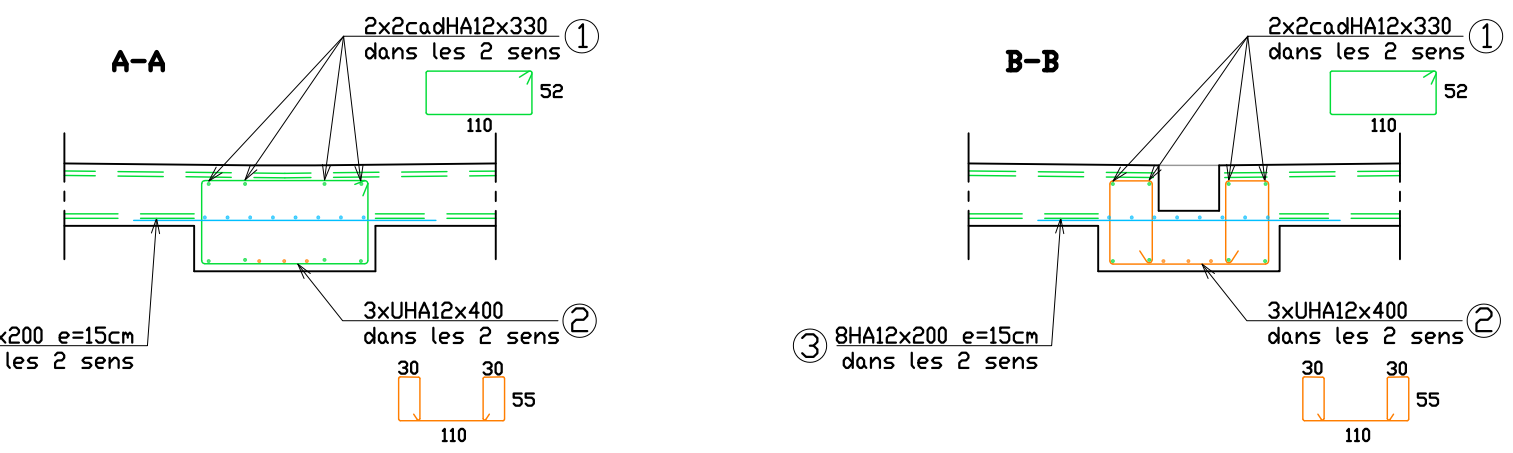 2x2cadHA12x330
dans les 2 sens
1
A-A
52
110
3xUHA12x400
dans les 2 sens
2
x200 e=15cm
les 2 sens
30 30
55
110
2x2cadHA12x330
dans les 2 sens
1
B-B
52
110
3xUHA12x400
dans les 2 sens
2
3 8HA12x200 e=15cm
dans les 2 sens
30 30
55
110